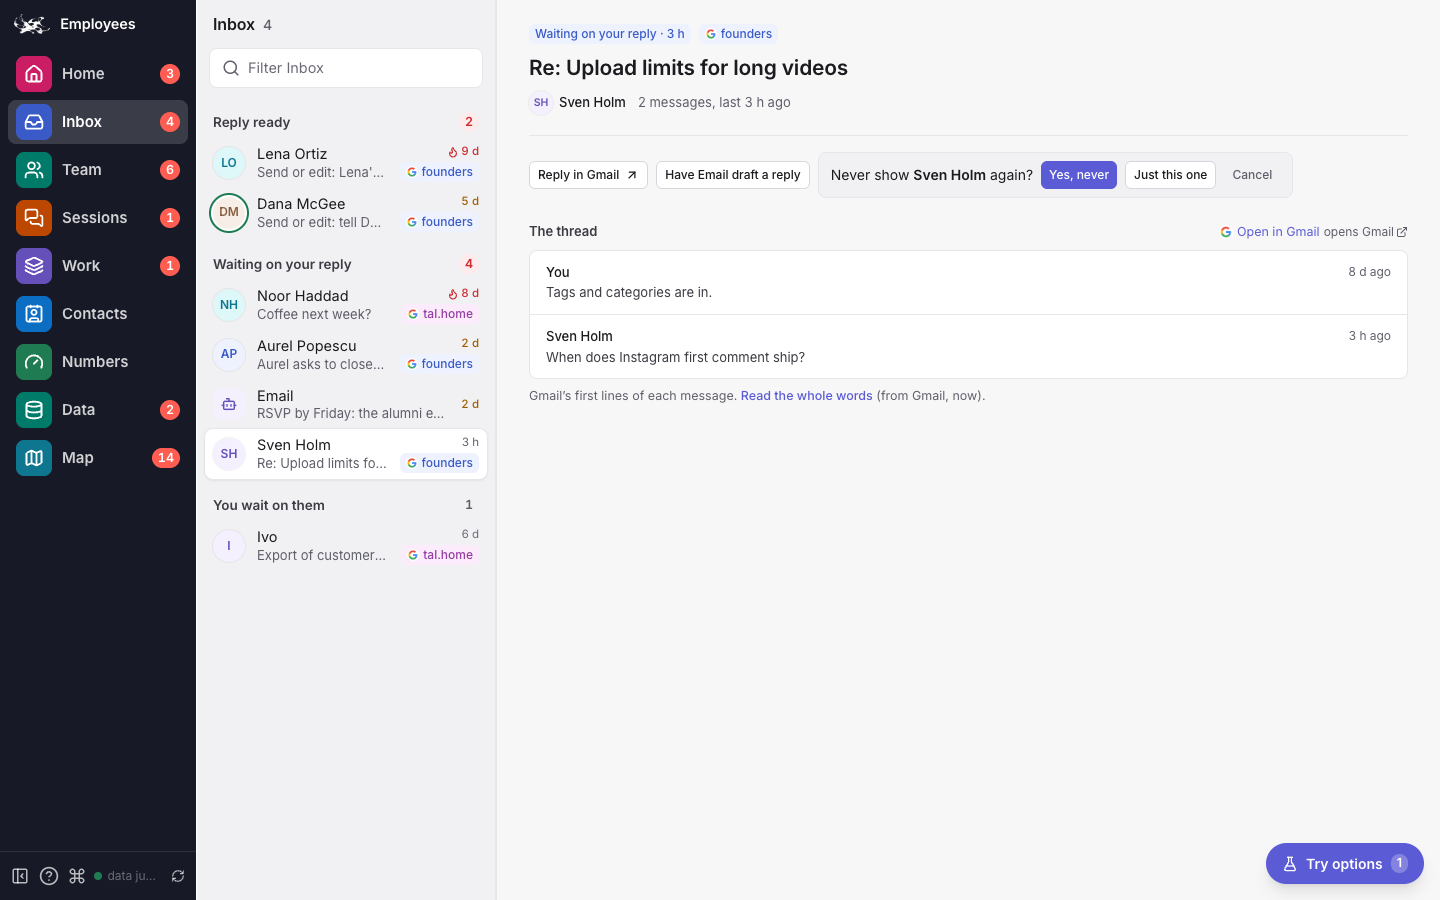 Employees
Home 3
Inbox 4
Team 6
Sessions 1
Work 1
Contacts
Numbers
Data 2
Map 14
data ju...
Inbox 4
Filter Inbox
Reply ready 2
LO Lena Ortiz 9 d
Send or edit: Lena'... founders
DM Dana McGee 5 d
Send or edit: tell D... founders
Waiting on your reply 4
NH Noor Haddad 8 d
Coffee next week? tal.home
AP Aurel Popescu 2 d
Aurel asks to close... founders
Email
RSVP by Friday: the alumni e... 2 d
SH Sven Holm 3 h
Re: Upload limits fo... founders
You wait on them 1
I Ivo 6 d
Export of customer... tal.home
Waiting on your reply · 3 h founders
Re: Upload limits for long videos
SH Sven Holm 2 messages, last 3 h ago
Reply in Gmail Have Email draft a reply Never show Sven Holm again? Yes, never Just this one Cancel
The thread Open in Gmail opens Gmail
You 8 d ago
Tags and categories are in.
Sven Holm 3 h ago
When does Instagram first comment ship?
Gmail’s first lines of each message. Read the whole words (from Gmail, now).
Try options 1